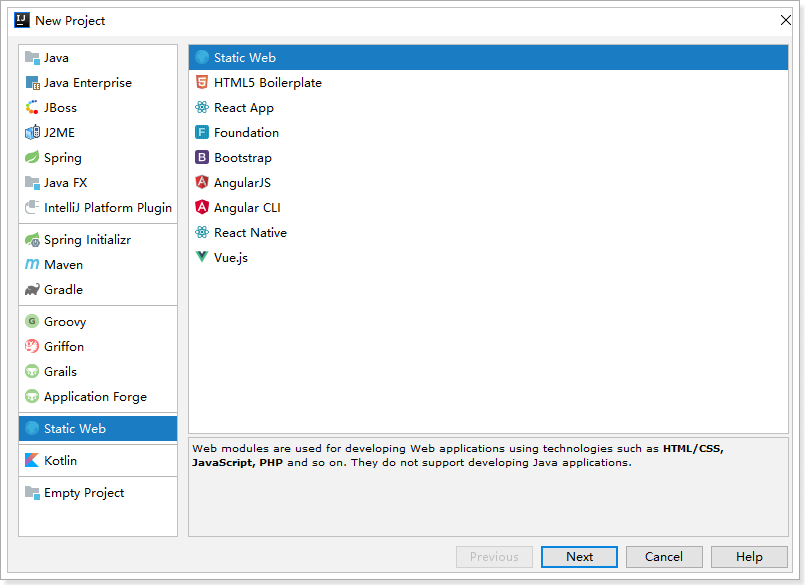 New Project
Java
Java Enterprise
JBoss
J2ME
Spring
Java FX
IntelliJ Platform Plugin
Spring Initializr
Maven
Gradle
Groovy
Griffon
Grails
Application Forge
Static Web
Kotlin
Empty Project
Static Web
HTML5 Boilerplate
React App
Foundation
Bootstrap
AngularJS
Angular CLI
React Native
Vue.js
Web modules are used for developing Web applications using technologies such as HTML/CSS,
JavaScript, PHP and so on. They do not support developing Java applications.
Previous
Next
Cancel
Help